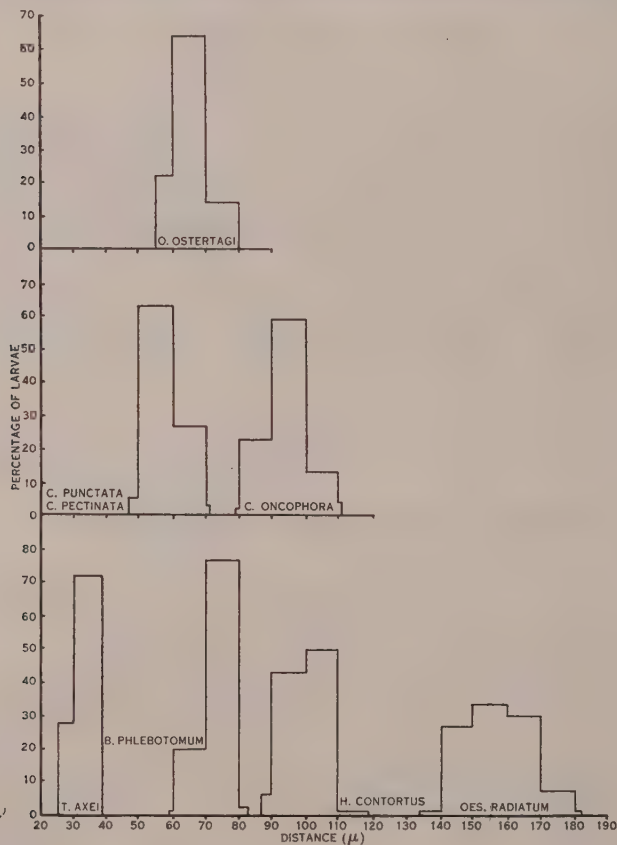 70
60
50
40
30
20
10
0
O. OSTERTAGI
PERCENTAGE OF LARVAE
70
60
50
40
30
20
10
0
C. PUNCTATA
C. PECTINATA
C. ONCOPHORA
80
70
60
50
40
30
20
10
0
B. PHLEBOTOMUM
T. AXEI
H. CONTORTUS
OES. RADIATUM
20 30 40 50 60 70 80 90 100 110 120 130 140 150 160 170 180 190
DISTANCE (μ)